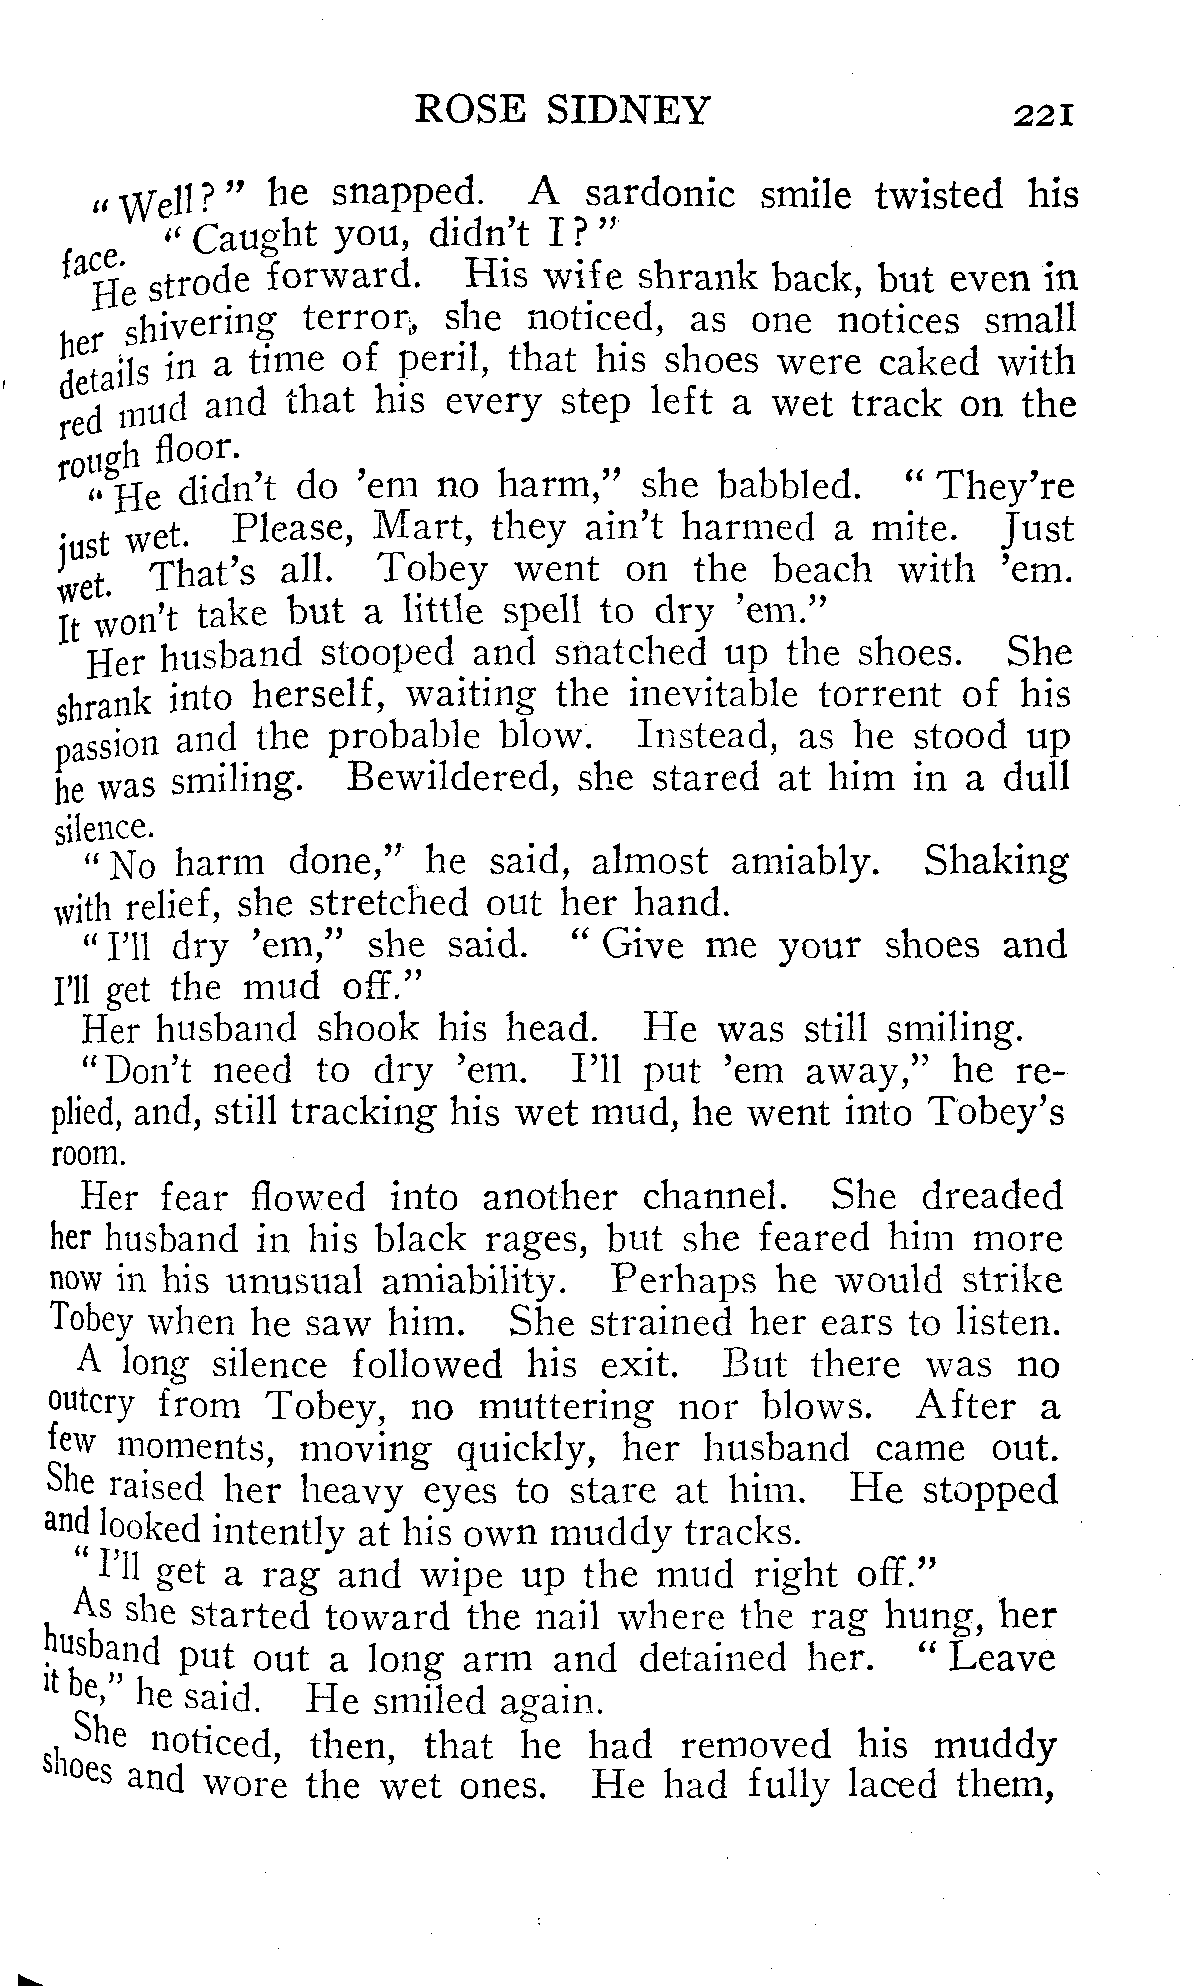 ROSE SIDNEY 221
"Well?" he snapped. A sardonic smile twisted his
face. "Caught you, didn't I?"
He strode forward. His wife shrank back, but even in
her shivering terror, she noticed, as one notices small
details in a time of peril, that his shoes were caked with
red mud and that his every step left a wet track on the
rough floor.
"He didn't do 'em no harm," she babbled. "They're
just wet. Please, Mart, they ain't harmed a mite. Just
wet. That's all. Tobey went on the beach with 'em.
It won't take but a little spell to dry 'em."
Her husband stooped and snatched up the shoes. She
shrank into herself, waiting the inevitable torrent of his
passion and the probable blow. Instead, as he stood up
he was smiling. Bewildered, she stared at him in a dull
silence.
"No harm done," he said, almost amiably. Shaking
with relief, she stretched out her hand.
"I'll dry 'em," she said. "Give me your shoes and
I'll get the mud off."
Her husband shook his head. He was still smiling.
"Don't need to dry 'em. I'll put 'em away," he re-
plied, and, still tracking his wet mud, he went into Tobey's
room.
Her fear flowed into another channel. She dreaded
her husband in his black rages, but she feared him more
now in his unusual amiability. Perhaps he would strike
Tobey when he saw him. She strained her ears to listen.
A long silence followed his exit. But there was no
outcry from Tobey, no muttering nor blows. After a
few moments, moving quickly, her husband came out.
She raised her heavy eyes to stare at him. He stopped
and looked intently at his own muddy tracks.
"I'll get a rag and wipe up the mud right off."
As she started toward the nail where the rag hung, her
husband put out a long arm and detained her. "Leave
it be," he said. He smiled again.
She noticed, then, that he had removed his muddy
shoes and wore the wet ones. He had fully laced them,